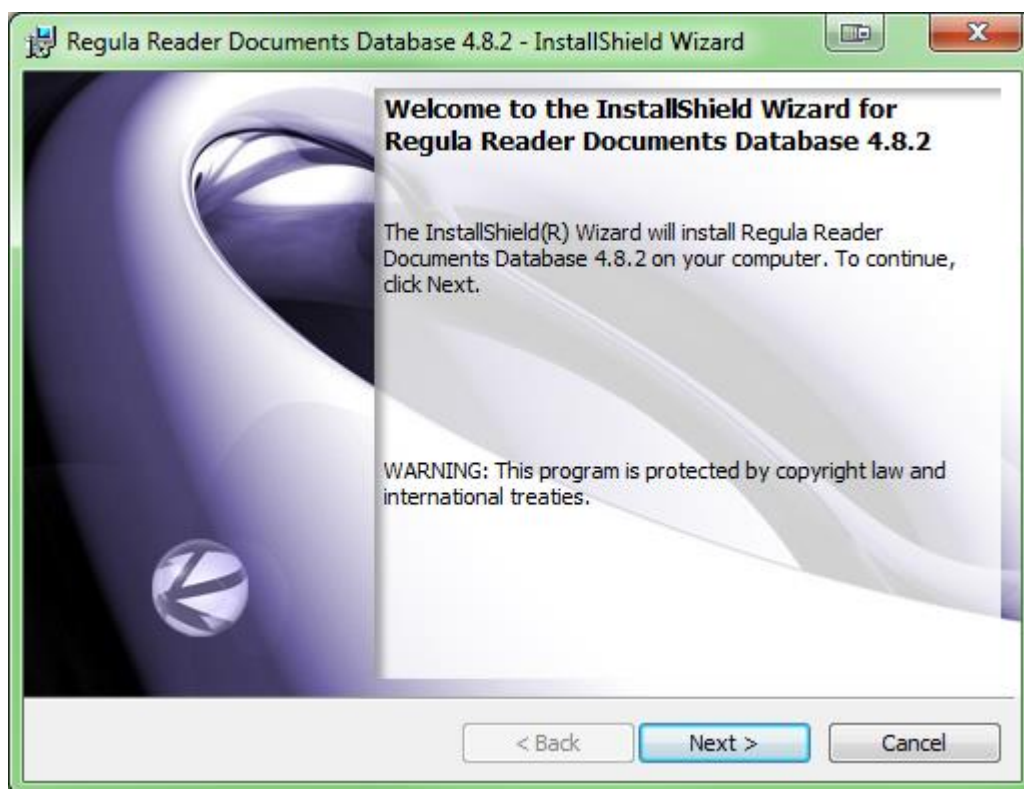 Regula Reader Documents Database 4.8.2 - InstallShield Wizard
Welcome to the InstallShield Wizard for
Regula Reader Documents Database 4.8.2
The InstallShield(R) Wizard will install Regula Reader
Documents Database 4.8.2 on your computer. To continue,
click Next.
WARNING: This program is protected by copyright law and
international treaties.
< Back
Next >
Cancel